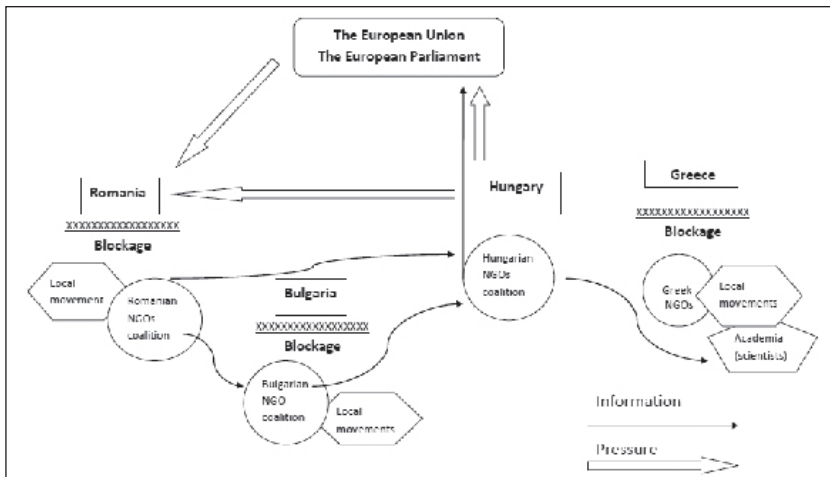 The European Union
The European Parliament
Romania
Hungary
Greece
XXXXXXXXXXXXXXXXXX
Blockage
XXXXXXXXXXXXXXXXXX
Blockage
Local
movement
Romanian
NGOs
coalition
Bulgaria
XXXXXXXXXXXXXXXXXX
Blockage
Hungarian
NGOs
coalition
Greek
NGOs
Local
movements
Academia
(scientists)
Bulgarian
NGO
coalition
Local
movements
Information
Pressure